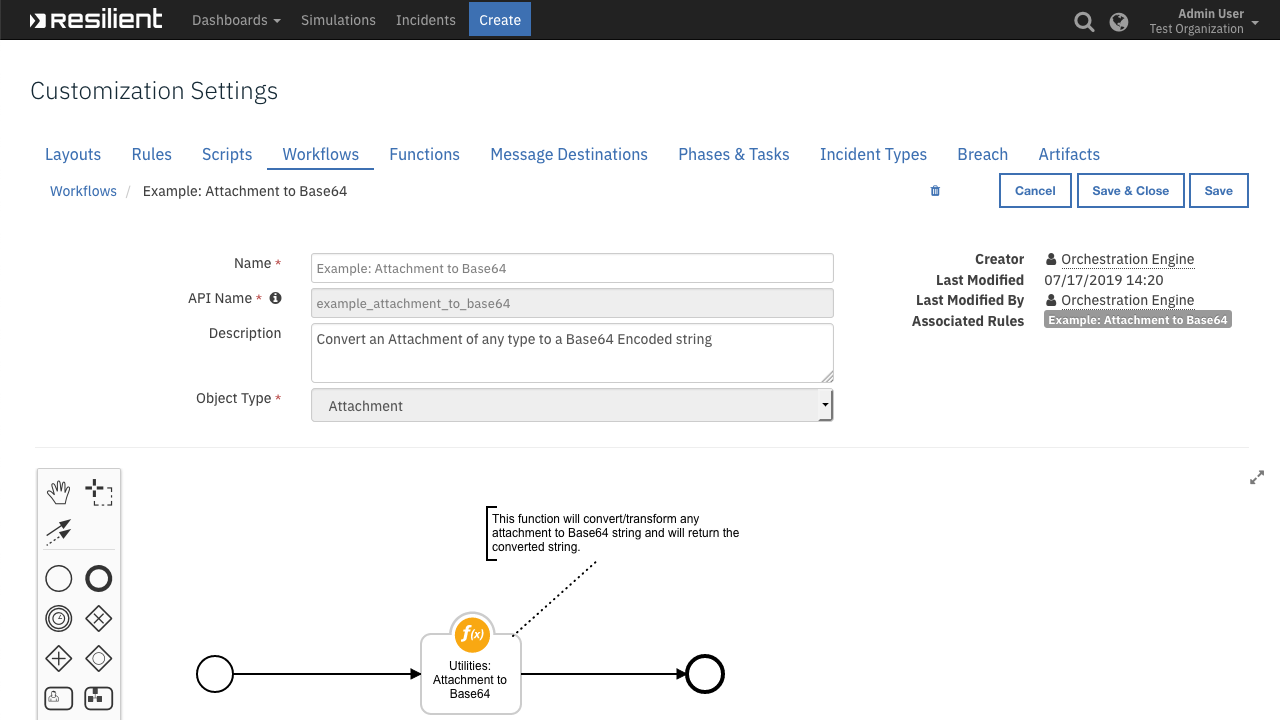 resilient Dashboards Simulations Incidents Create Admin User
Test Organization
Customization Settings
Layouts Rules Scripts Workflows Functions Message Destinations Phases & Tasks Incident Types Breach Artifacts
Workflows / Example: Attachment to Base64 Cancel Save & Close Save
Name * Example: Attachment to Base64
API Name * example_attachment_to_base64
Description Convert an Attachment of any type to a Base64 Encoded string
Object Type * Attachment
Creator Orchestration Engine
Last Modified 07/17/2019 14:20
Last Modified By Orchestration Engine
Associated Rules Example: Attachment to Base64
This function will convert/transform any
attachment to Base64 string and will return the
converted string.
f(x)
Utilities:
Attachment to
Base64